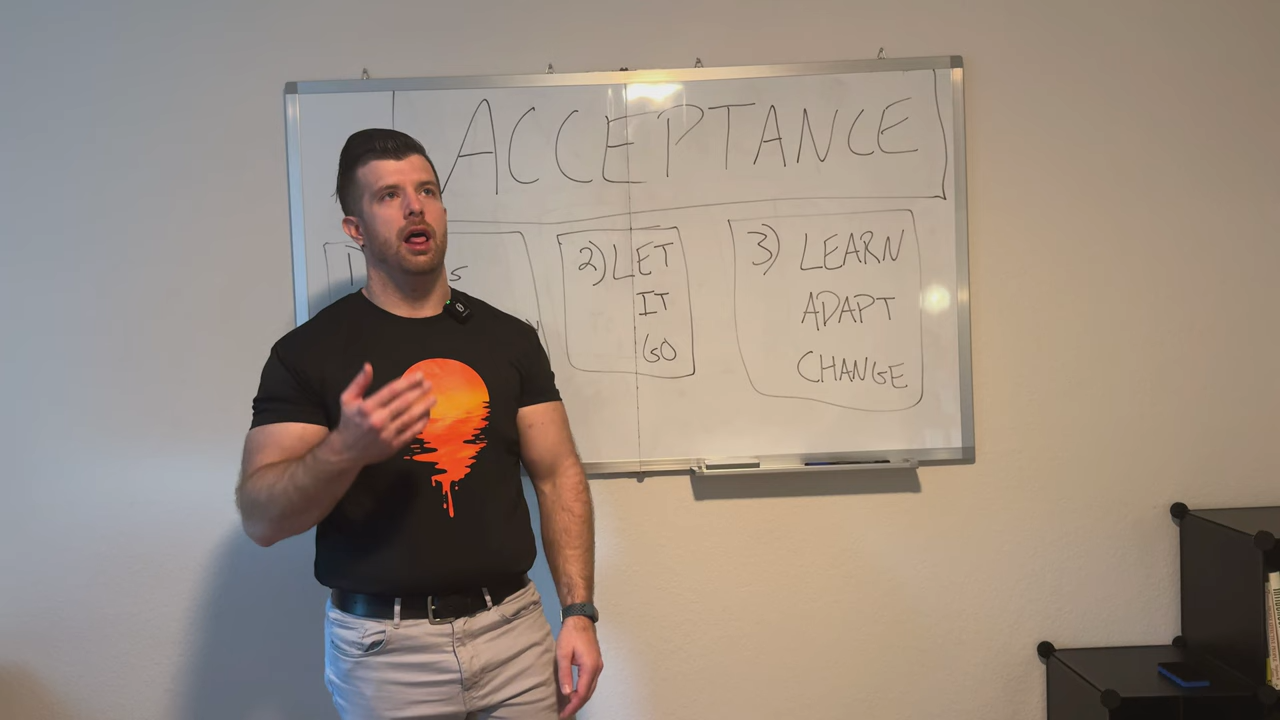 ACCEPTANCE
2) LET
IT
GO
3) LEARN
ADAPT
CHANGE